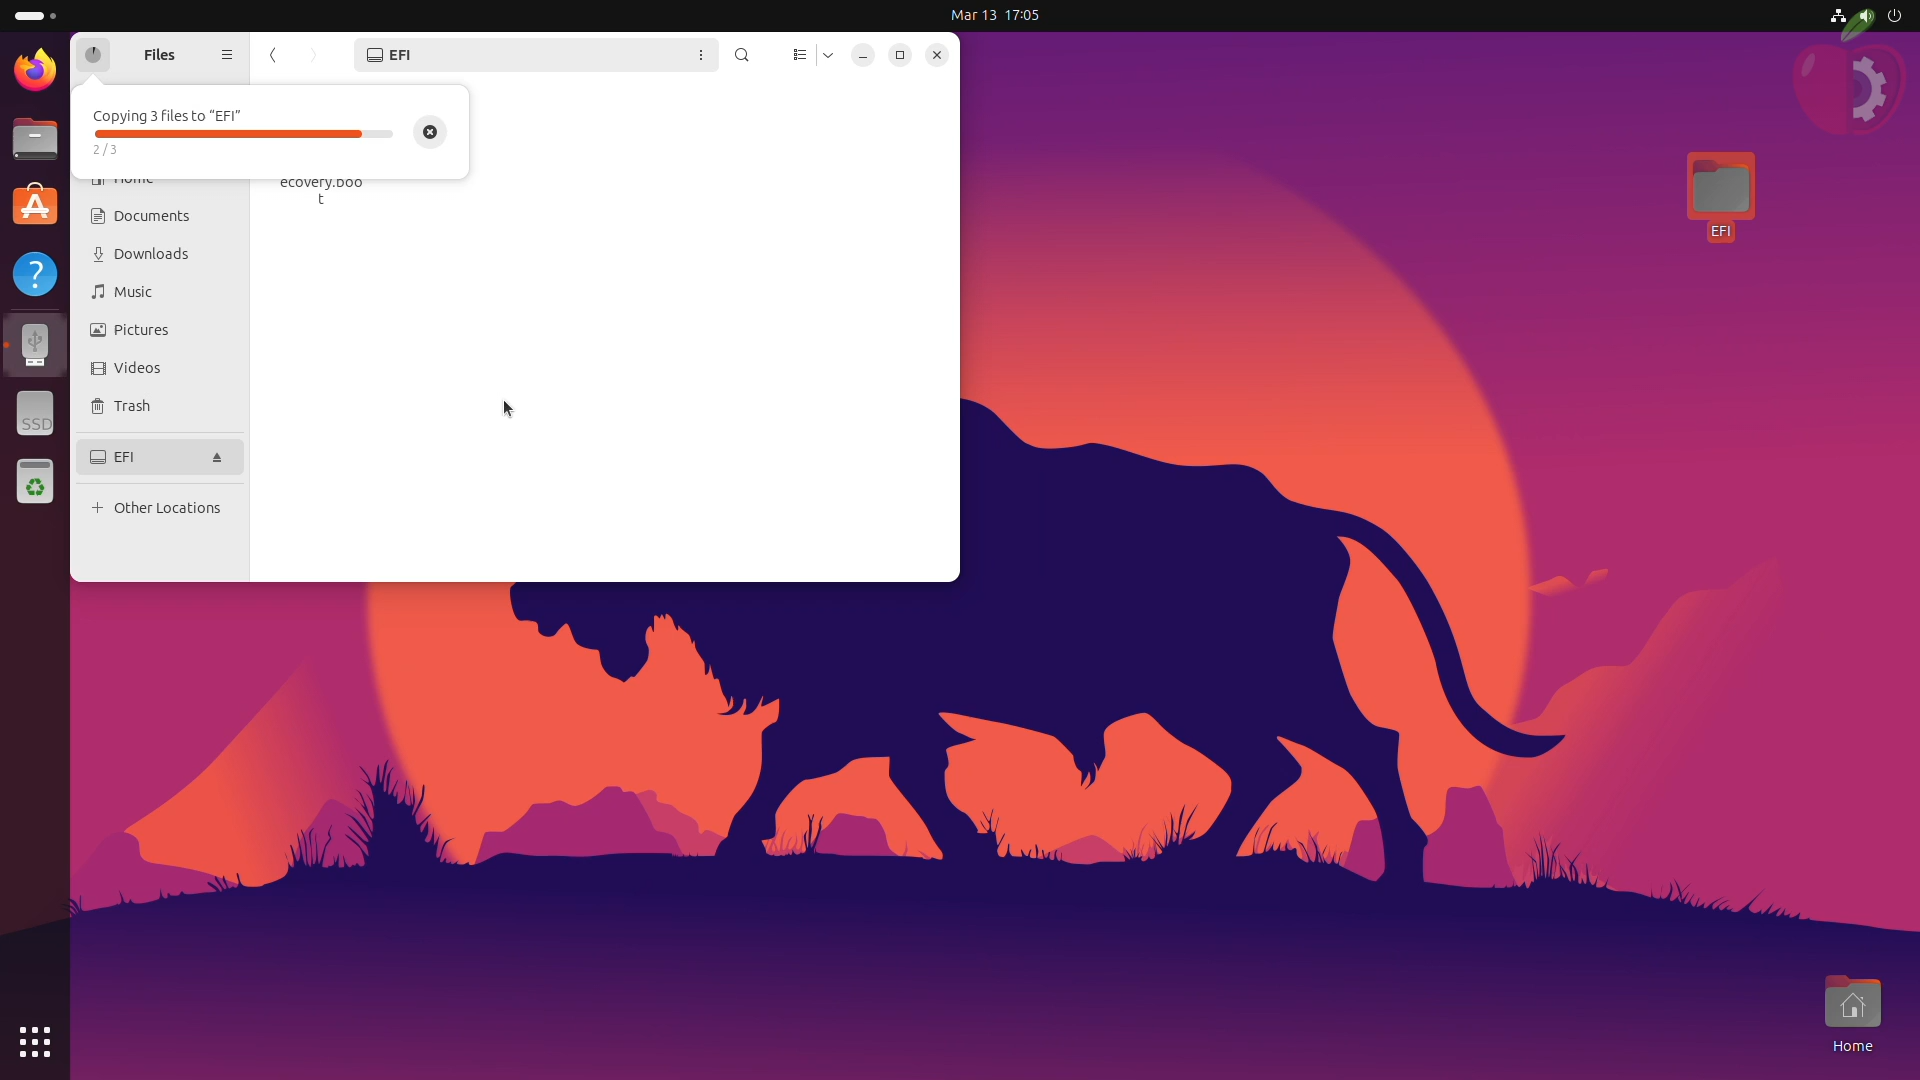 Mar 13 17:05
Files
EFI
Copying 3 files to “EFI”
2 / 3
Home
ecovery.boo
t
Documents
Downloads
Music
Pictures
Videos
Trash
EFI
Other Locations
SSD
EFI
Home